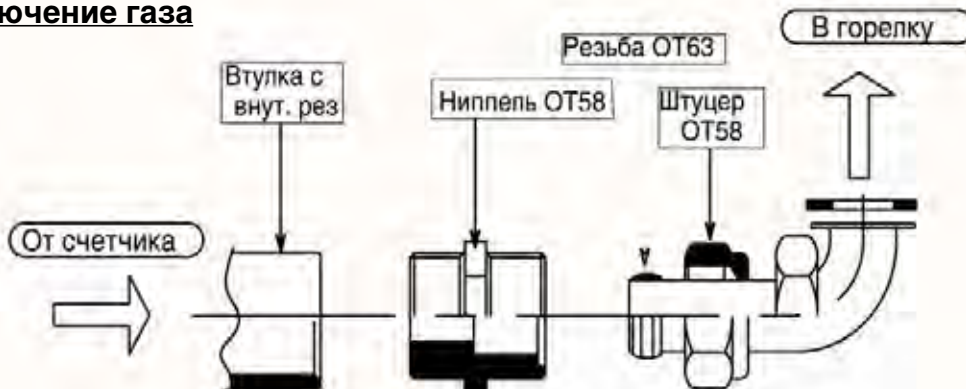 ючение газа
В горелку
Резьба ОТ63
Втулка с
внут. рез
Ниппель ОТ58
Штуцер
ОТ58
От счетчика